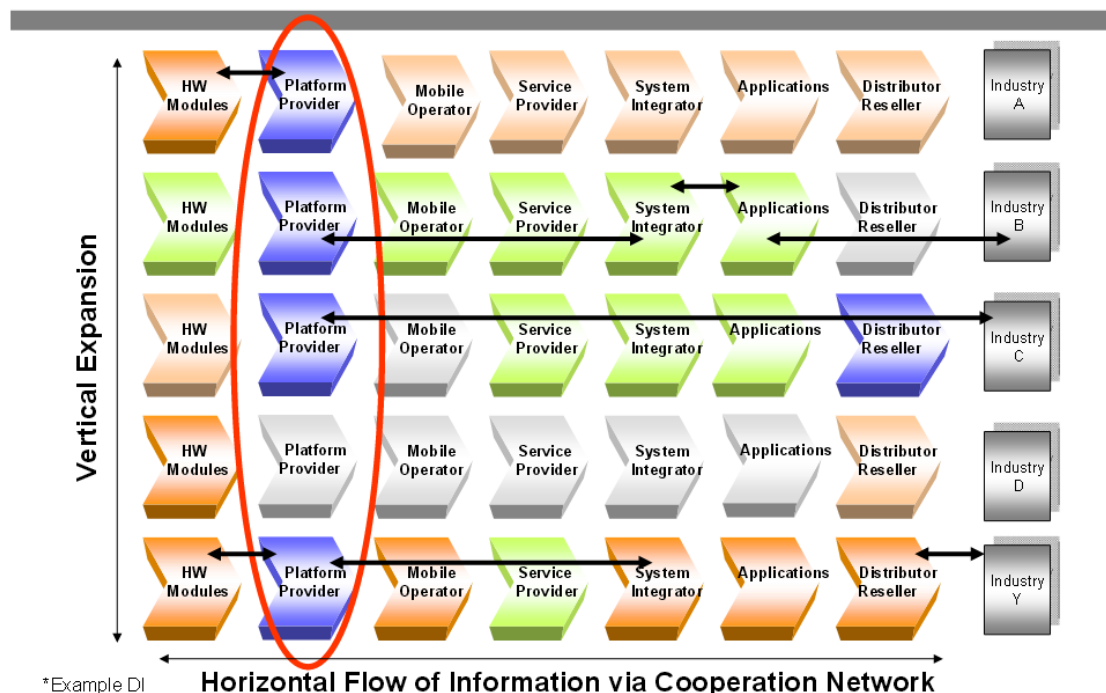 HW
Modules
Platform
Provider
Mobile
Operator
Service
Provider
System
Integrator
Applications
Distributor
Reseller
Industry
A
HW
Modules
Platform
Provider
Mobile
Operator
Service
Provider
System
Integrator
Applications
Distributor
Reseller
Industry
B
HW
Modules
Platform
Provider
Mobile
Operator
Service
Provider
System
Integrator
Applications
Distributor
Reseller
Industry
C
HW
Modules
Platform
Provider
Mobile
Operator
Service
Provider
System
Integrator
Applications
Distributor
Reseller
Industry
D
HW
Modules
Platform
Provider
Mobile
Operator
Service
Provider
System
Integrator
Applications
Distributor
Reseller
Industry
Y
Vertical Expansion
*Example DI
Horizontal Flow of Information via Cooperation Network